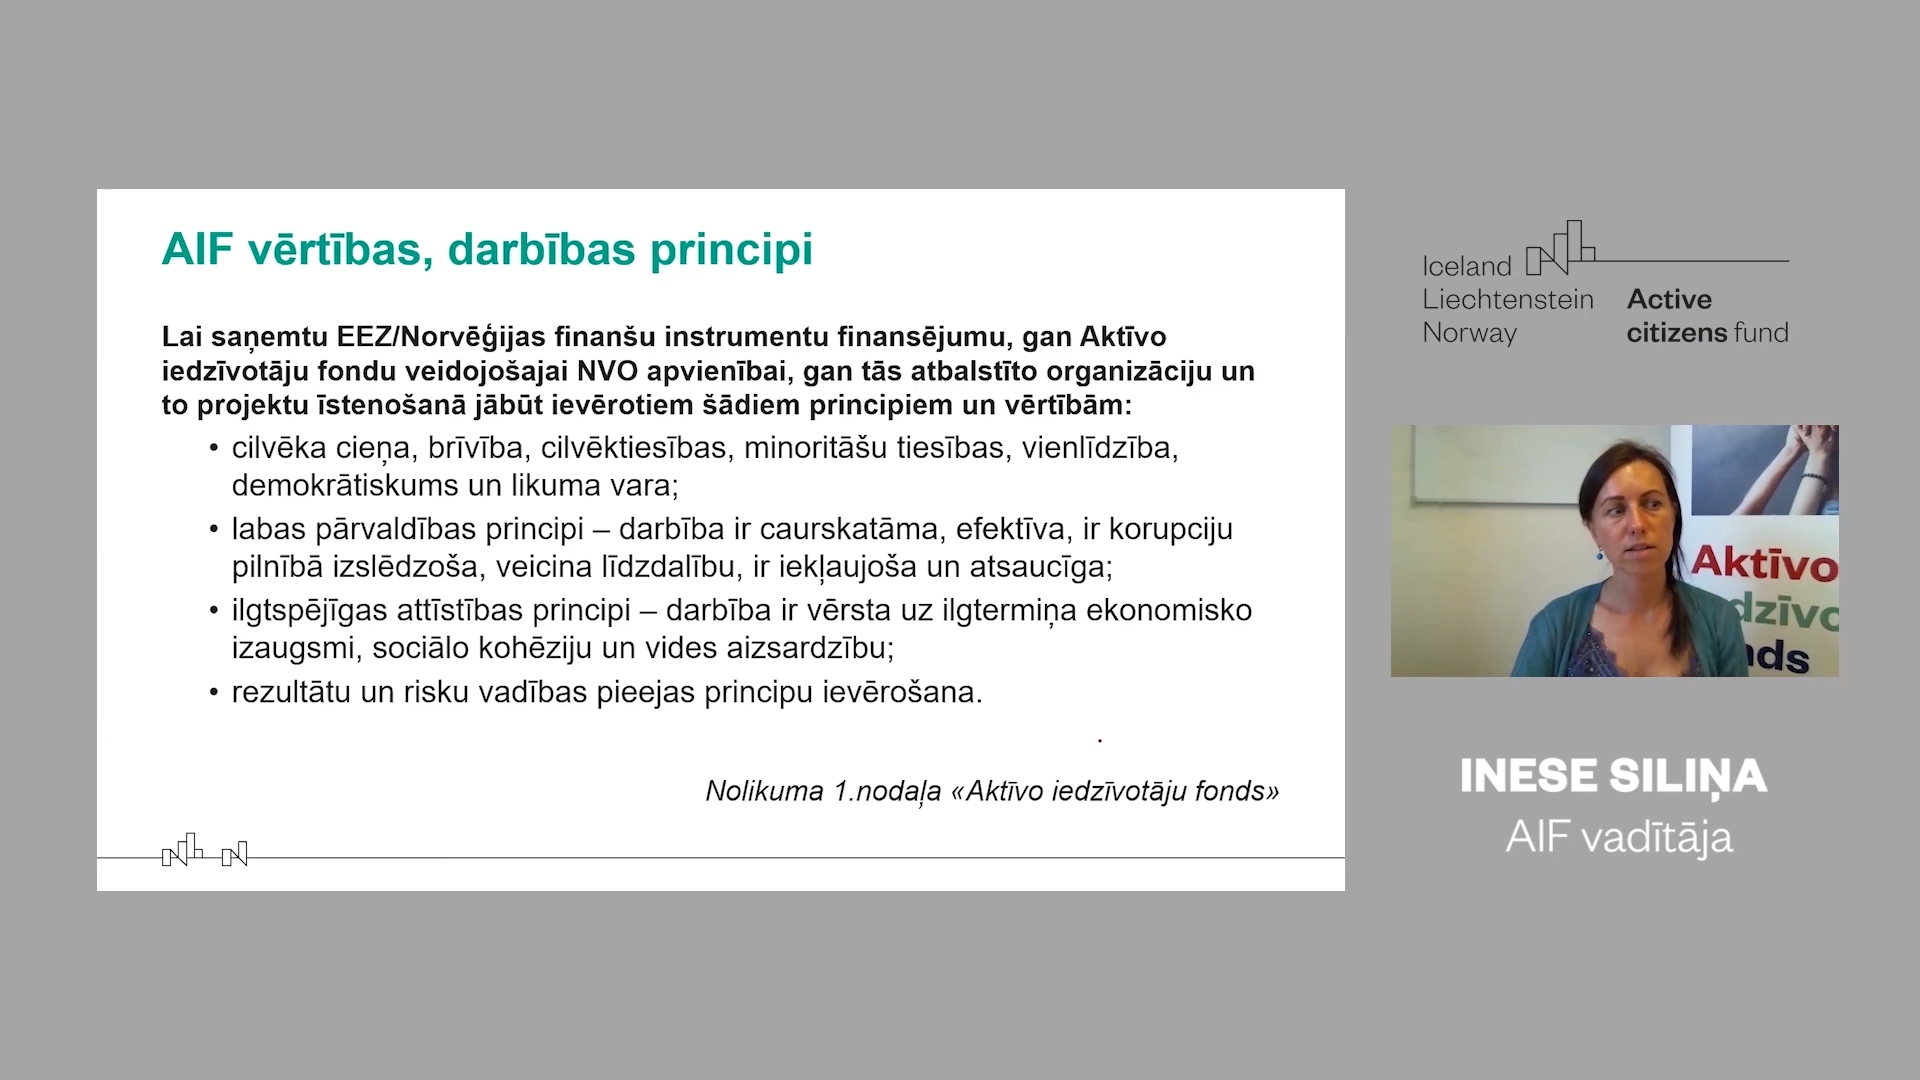 AIF vērtības, darbības principi
Lai saņemtu EEZ/Norvēģijas finanšu instrumentu finansējumu, gan Aktīvo
iedzīvotāju fondu veidojošajai NVO apvienībai, gan tās atbalstīto organizāciju un
to projektu īstenošanā jābūt ievērotiem šādiem principiem un vērtībām:
• cilvēka cieņa, brīvība, cilvēktiesības, minoritāšu tiesības, vienlīdzība,
demokrātiskums un likuma vara;
• labas pārvaldības principi – darbība ir caurskatāma, efektīva, ir korupciju
pilnībā izslēdzoša, veicina līdzdalību, ir iekļaujoša un atsaucīga;
• ilgtspējīgas attīstības principi – darbība ir vērsta uz ilgtermiņa ekonomisko
izaugsmi, sociālo kohēziju un vides aizsardzību;
• rezultātu un risku vadības pieejas principu ievērošana.
Nolikuma 1.nodaļa «Aktīvo iedzīvotāju fonds»
Iceland
Liechtenstein
Norway
Active
citizens fund
Aktīvo
dzīvo
nds
INESE SILIŅA
AIF vadītāja